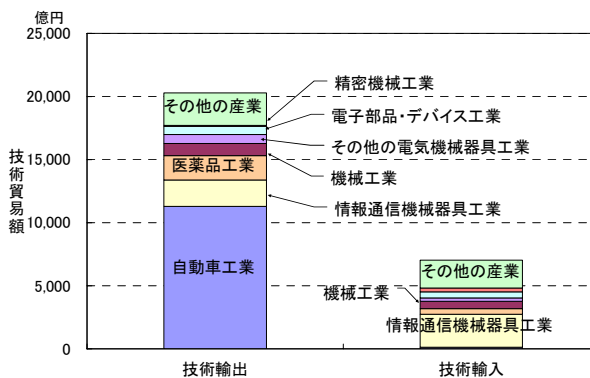 億円
25,000
20,000
15,000
10,000
5,000
0
技術貿易額
その他の産業
医薬品工業
自動車工業
精密機械工業
電子部品・デバイス工業
その他の電気機械器具工業
機械工業
情報通信機械器具工業
その他の産業
機械工業
情報通信機械器具工業
技術輸出
技術輸入